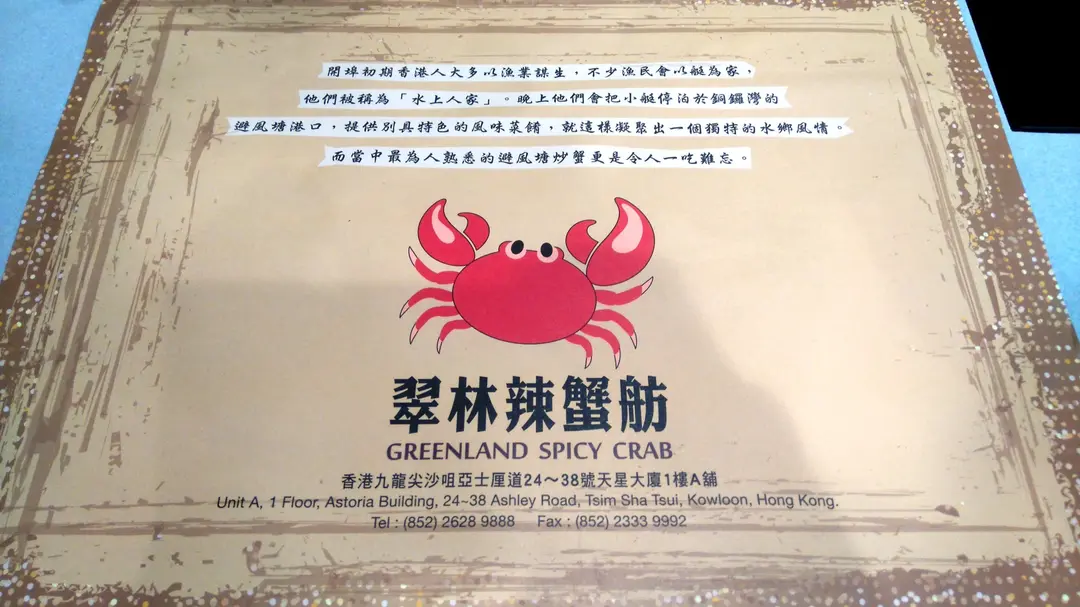 開埠初期香港人大多以漁業謀生，不少漁民會以艇為家，
他們被稱為「水上人家」。晚上他們會把小艇停泊於銅鑼灣的
避風塘港口，提供別具特色的風味菜餚，就這樣凝聚出一個獨特的水鄉風情。
而當中最為人熟悉的避風塘炒蟹更是令人一吃難忘。
翠林辣蟹舫
GREENLAND SPICY CRAB
香港九龍尖沙咀亞士厘道24～38號天星大廈1樓A舖
Unit A, 1 Floor, Astoria Building, 24~38 Ashley Road, Tsim Sha Tsui, Kowloon, Hong Kong.
Tel : (852) 2628 9888 Fax : (852) 2333 9992